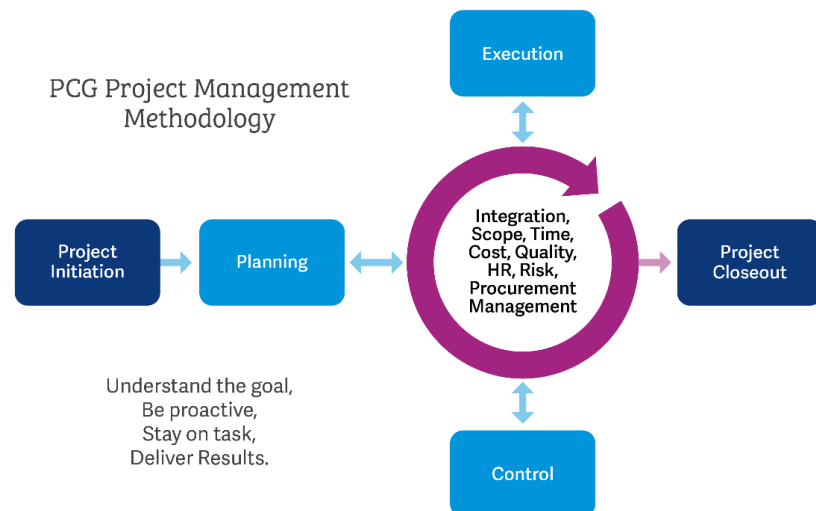 PCG Project Management
Methodology
Execution
Project
Initiation
Planning
Integration,
Scope, Time,
Cost, Quality,
HR, Risk,
Procurement
Management
Project
Closeout
Understand the goal,
Be proactive,
Stay on task,
Deliver Results.
Control